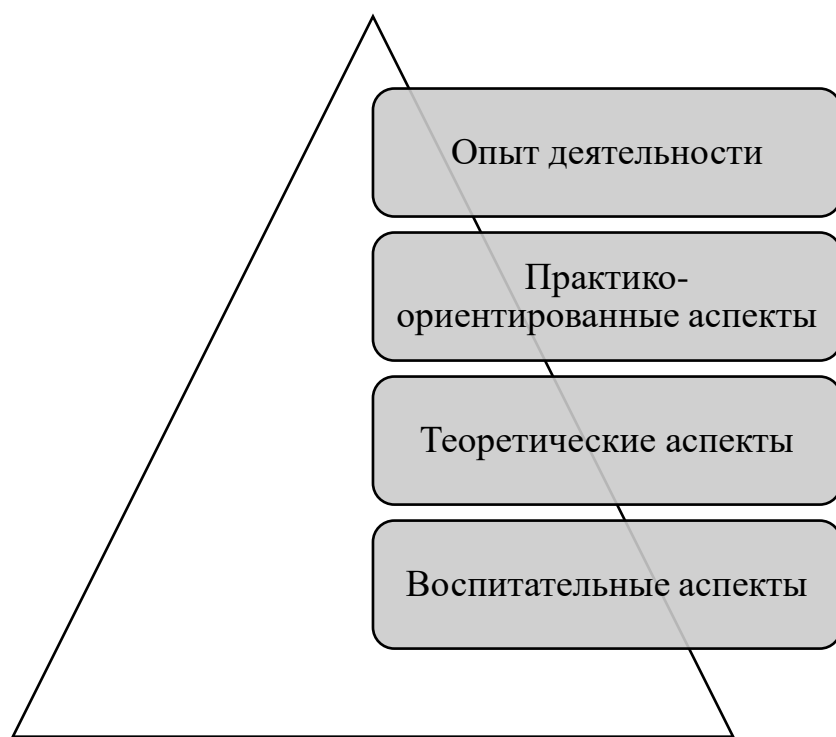 Опыт деятельности
Практико-
ориентированные аспекты
Теоретические аспекты
Воспитательные аспекты